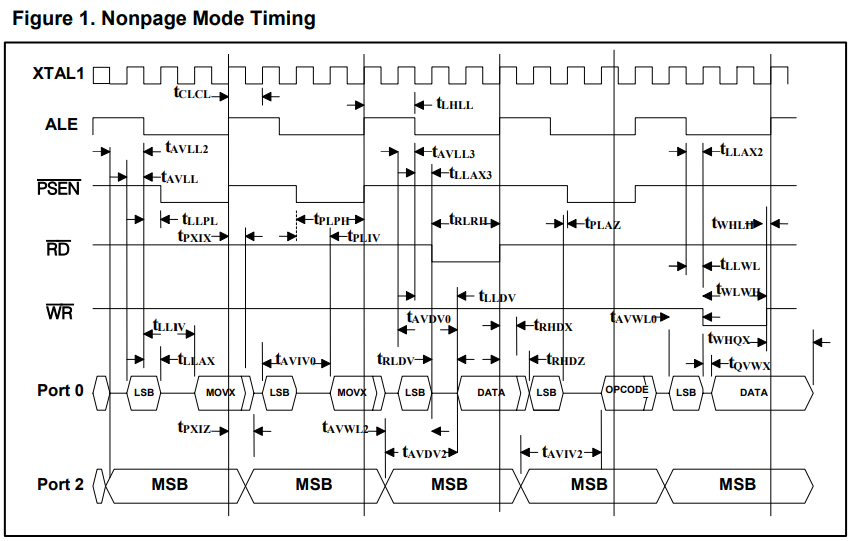 Figure 1. Nonpage Mode Timing
XTAL1
tCLCL
tLHLL
ALE
tAVLL2
tAVLL3
tLLAX2
tAVLL
tLLAX3
PSEN
tLLPL
tPLPH
tRLRH
tPLAZ
tWHLH
tPXIX
tPLIV
RD
tLLWL
tLLDV
tWLWH
WR
tAVDV0
tAVWL0
tLLIV
tRHDX
tWHQX
tLLAX
tAVIV0
tRLDV
tRHDZ
tQVWX
Port 0
LSB
MOVX
LSB
MOVX
LSB
DATA
LSB
OPCODE
7
LSB
DATA
tPXIZ
tAVWL2
tAVDV2
tAVIV2
Port 2
MSB
MSB
MSB
MSB
MSB